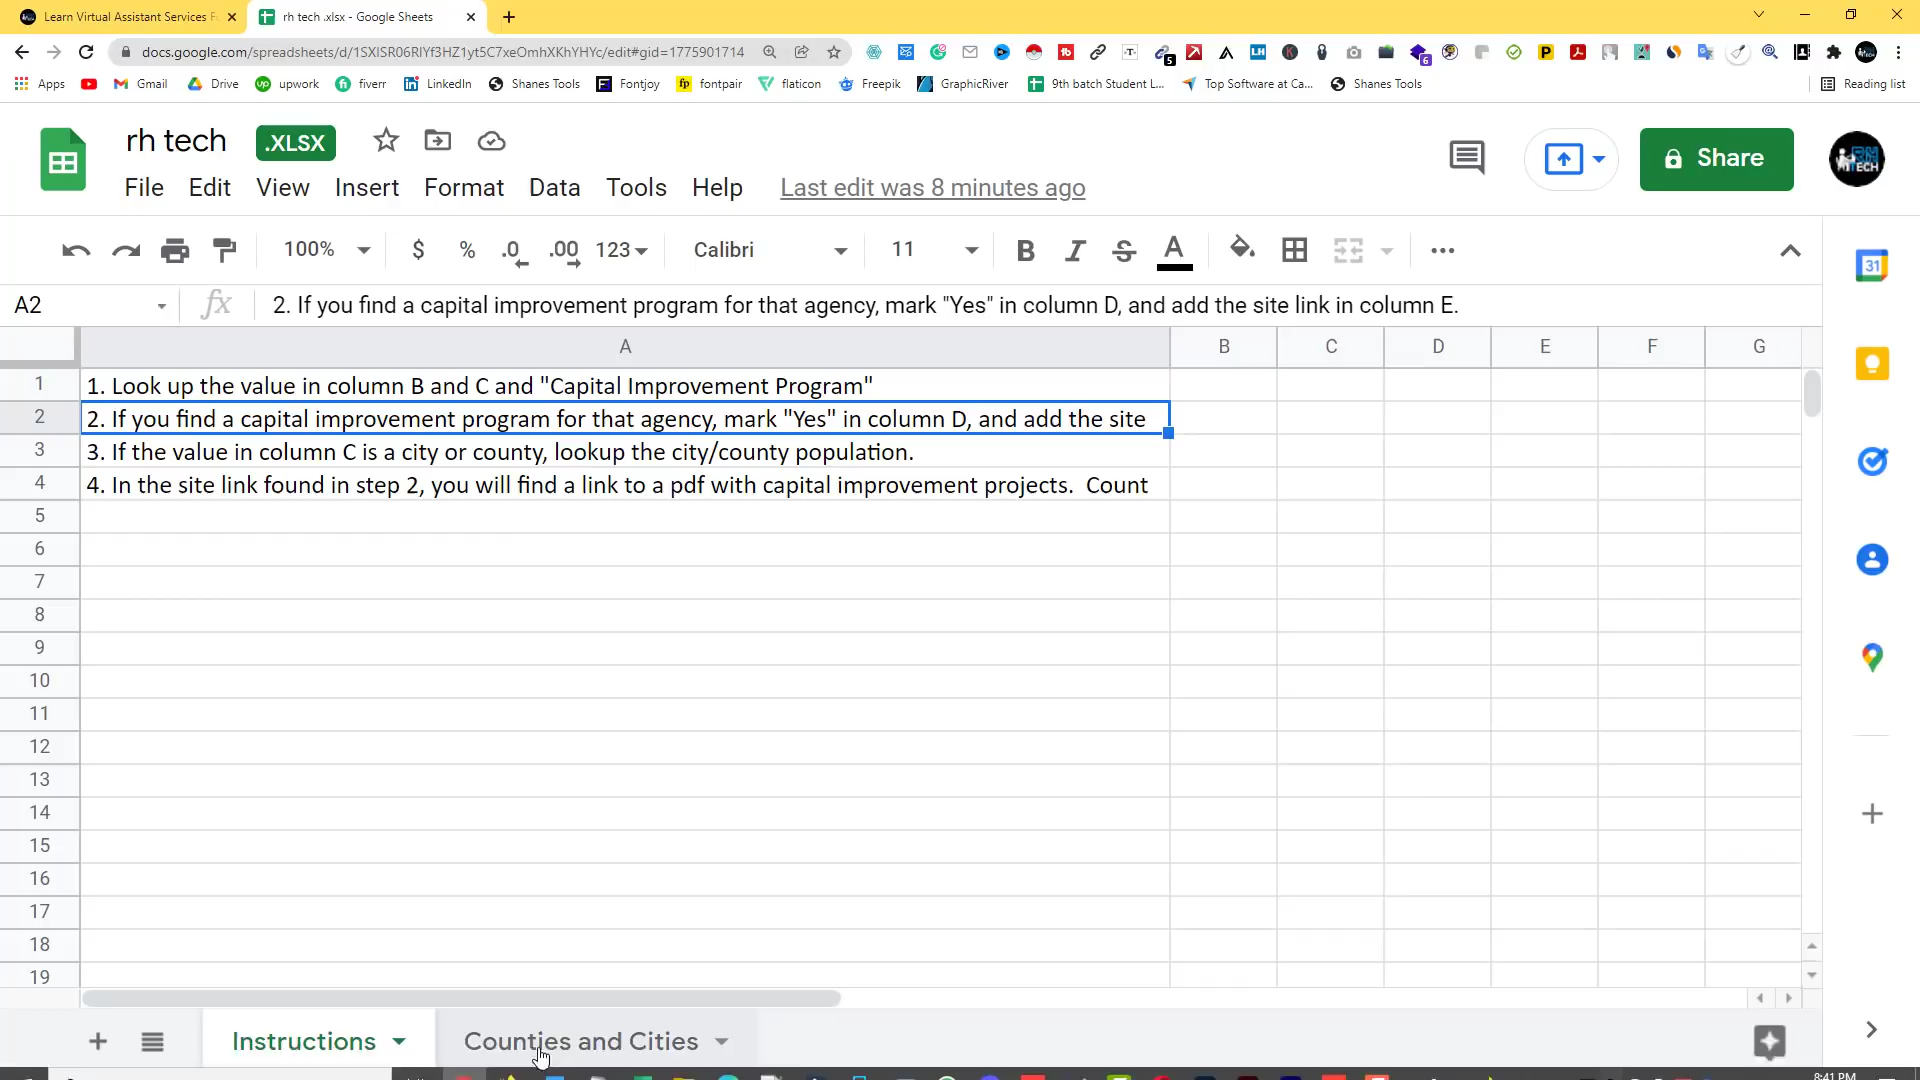 Learn Virtual Assistant Services F
rh tech .xlsx - Google Sheets
docs.google.com/spreadsheets/d/1SXISR06RlYf3HZ1yt5C7xeOmhXKhYHYc/edit#gid=1775901714
Apps Gmail Drive upwork fiverr LinkedIn Shanes Tools Fontjoy fontpair flaticon Freepik GraphicRiver 9th batch Student L... Top Software at Ca... Shanes Tools Reading list
rh tech .XLSX
Share
File Edit View Insert Format Data Tools Help Last edit was 8 minutes ago
100% $ % .0 .00 123 Calibri 11 B I S A
A2 fx 2. If you find a capital improvement program for that agency, mark "Yes" in column D, and add the site link in column E.
A B C D E F G
1 1. Look up the value in column B and C and "Capital Improvement Program"
2 2. If you find a capital improvement program for that agency, mark "Yes" in column D, and add the site
3 3. If the value in column C is a city or county, lookup the city/county population.
4 4. In the site link found in step 2, you will find a link to a pdf with capital improvement projects. Count
5
6
7
8
9
10
11
12
13
14
15
16
17
18
19
Instructions Counties and Cities
8:41 PM
31